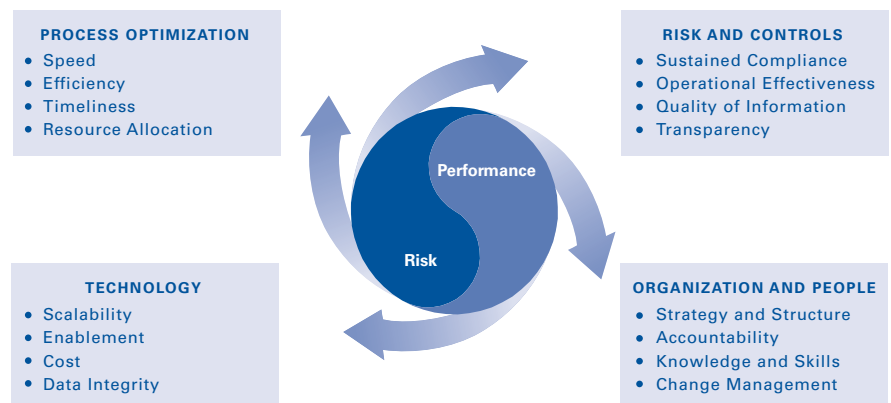 PROCESS OPTIMIZATION
• Speed
• Efficiency
• Timeliness
• Resource Allocation
RISK AND CONTROLS
• Sustained Compliance
• Operational Effectiveness
• Quality of Information
• Transparency
Performance
Risk
TECHNOLOGY
• Scalability
• Enablement
• Cost
• Data Integrity
ORGANIZATION AND PEOPLE
• Strategy and Structure
• Accountability
• Knowledge and Skills
• Change Management